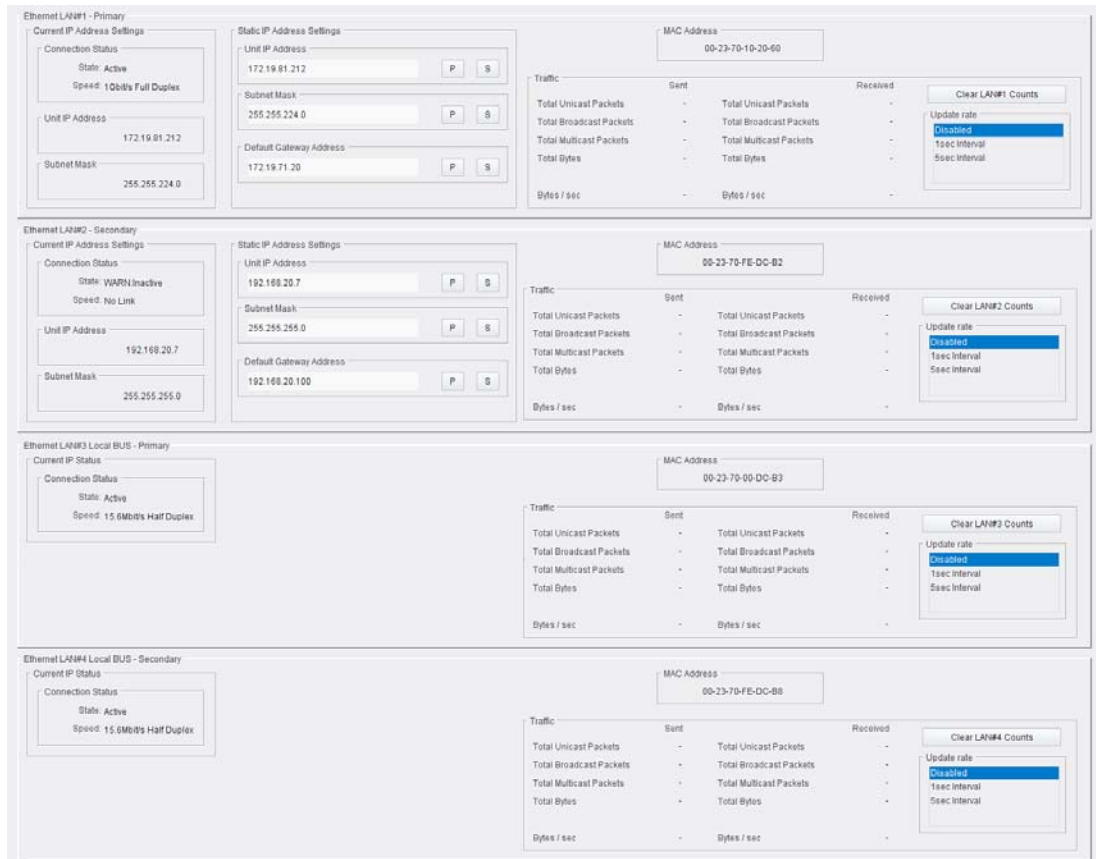 Ethernet LAN#1 - Primary
Current IP Address Settings
Connection Status
State: Active
Speed: 1Gbit/s Full Duplex
Unit IP Address
172.19.81.212
Subnet Mask
255.255.224.0
Static IP Address Settings
Unit IP Address
172.19.81.212 P S
Subnet Mask
255.255.224.0 P S
Default Gateway Address
172.19.71.20 P S
MAC Address
00-23-70-10-20-60
Traffic
Sent Received
Total Unicast Packets - Total Unicast Packets -
Total Broadcast Packets - Total Broadcast Packets -
Total Multicast Packets - Total Multicast Packets -
Total Bytes - Total Bytes -
Bytes / sec - Bytes / sec -
Clear LAN#1 Counts
Update rate
Disabled
1sec Interval
5sec Interval
Ethernet LAN#2 - Secondary
Current IP Address Settings
Connection Status
State: WARN:Inactive
Speed: No Link
Unit IP Address
192.168.20.7
Subnet Mask
255.255.255.0
Static IP Address Settings
Unit IP Address
192.168.20.7 P S
Subnet Mask
255.255.255.0 P S
Default Gateway Address
192.168.20.100 P S
MAC Address
00-23-70-FE-DC-B2
Traffic
Sent Received
Total Unicast Packets - Total Unicast Packets -
Total Broadcast Packets - Total Broadcast Packets -
Total Multicast Packets - Total Multicast Packets -
Total Bytes - Total Bytes -
Bytes / sec - Bytes / sec -
Clear LAN#2 Counts
Update rate
Disabled
1sec Interval
5sec Interval
Ethernet LAN#3 Local BUS - Primary
Current IP Status
Connection Status
State: Active
Speed: 15.6Mbit/s Half Duplex
MAC Address
00-23-70-00-DC-B3
Traffic
Sent Received
Total Unicast Packets - Total Unicast Packets -
Total Broadcast Packets - Total Broadcast Packets -
Total Multicast Packets - Total Multicast Packets -
Total Bytes - Total Bytes -
Bytes / sec - Bytes / sec -
Clear LAN#3 Counts
Update rate
Disabled
1sec Interval
5sec Interval
Ethernet LAN#4 Local BUS - Secondary
Current IP Status
Connection Status
State: Active
Speed: 15.6Mbit/s Half Duplex
MAC Address
00-23-70-FE-DC-B8
Traffic
Sent Received
Total Unicast Packets - Total Unicast Packets -
Total Broadcast Packets - Total Broadcast Packets -
Total Multicast Packets - Total Multicast Packets -
Total Bytes - Total Bytes -
Bytes / sec - Bytes / sec -
Clear LAN#4 Counts
Update rate
Disabled
1sec Interval
5sec Interval